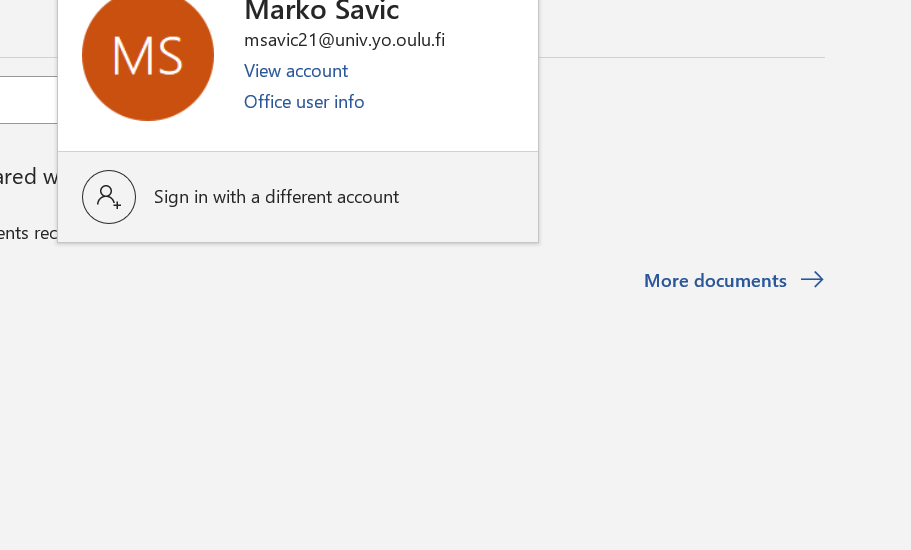 Marko Savic
MS
msavic21@univ.yo.oulu.fi
View account
Office user info
Sign in with a different account
ared w
ents rec
More documents